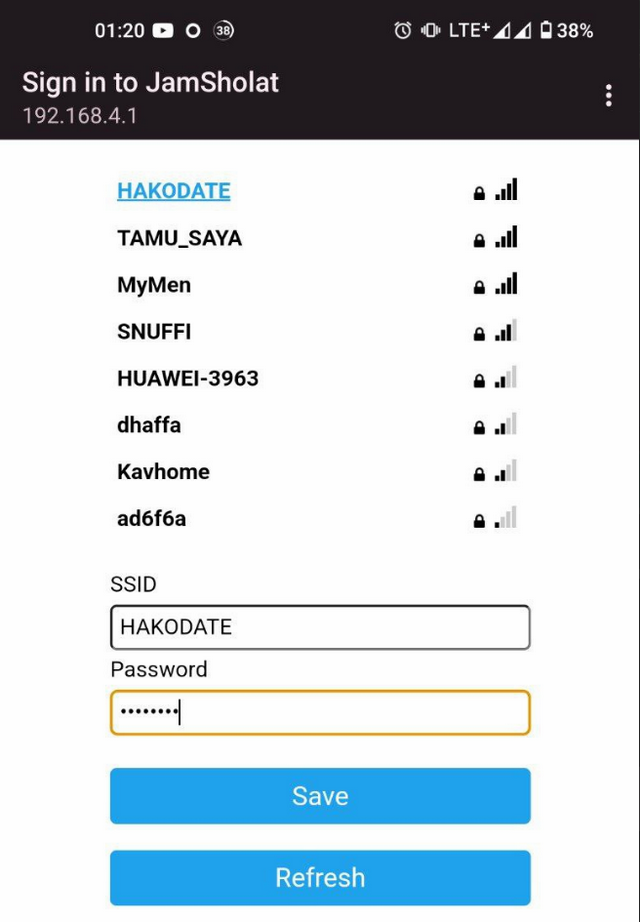 01:20 38 LTE+ 38%
Sign in to JamSholat
192.168.4.1
HAKODATE
TAMU_SAYA
MyMen
SNUFFI
HUAWEI-3963
dhaffa
Kavhome
ad6f6a
SSID
HAKODATE
Password
••••••••
Save
Refresh